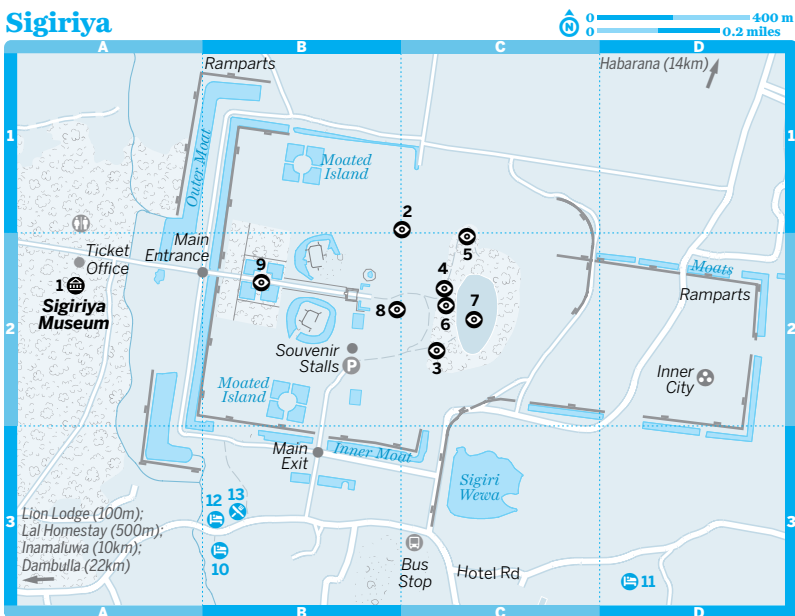 Sigiriya
N
0 400 m
0 0.2 miles
A B C D
Ramparts
Habarana (14km)
1 1
Outer Moat
Moated
Island
2
5
Ticket
Office
Main
Entrance
9
4
Moats
1
Sigiriya
Museum
8
6
7
Ramparts
2 2
Souvenir
Stalls
P
3
Inner
City
Moated
Island
Main
Exit
Inner Moat
Sigiri
Wewa
12 13
3 3
Lion Lodge (100m);
Lal Homestay (500m);
Inamaluwa (10km);
Dambulla (22km)
10
Bus
Stop
Hotel Rd
11
A B C D